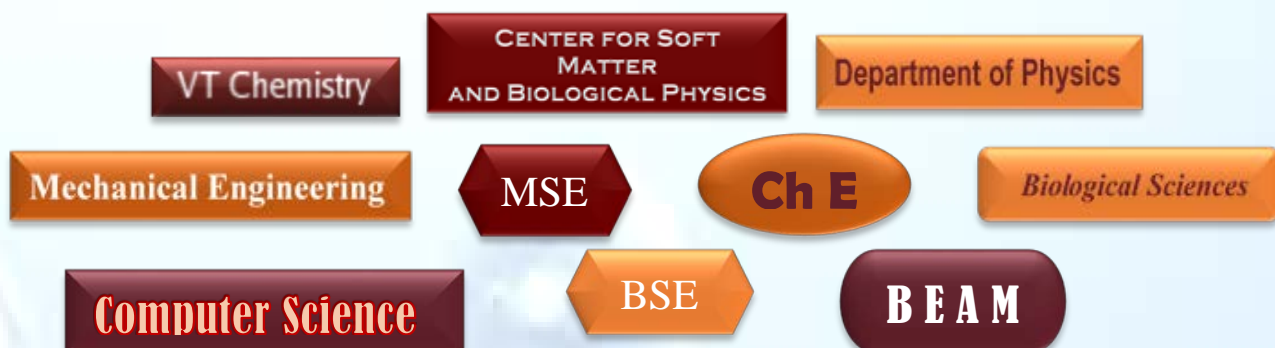 CENTER FOR SOFT
MATTER
AND BIOLOGICAL PHYSICS
VT Chemistry
Department of Physics
Mechanical Engineering
MSE
Ch E
Biological Sciences
Computer Science
BSE
BEAM